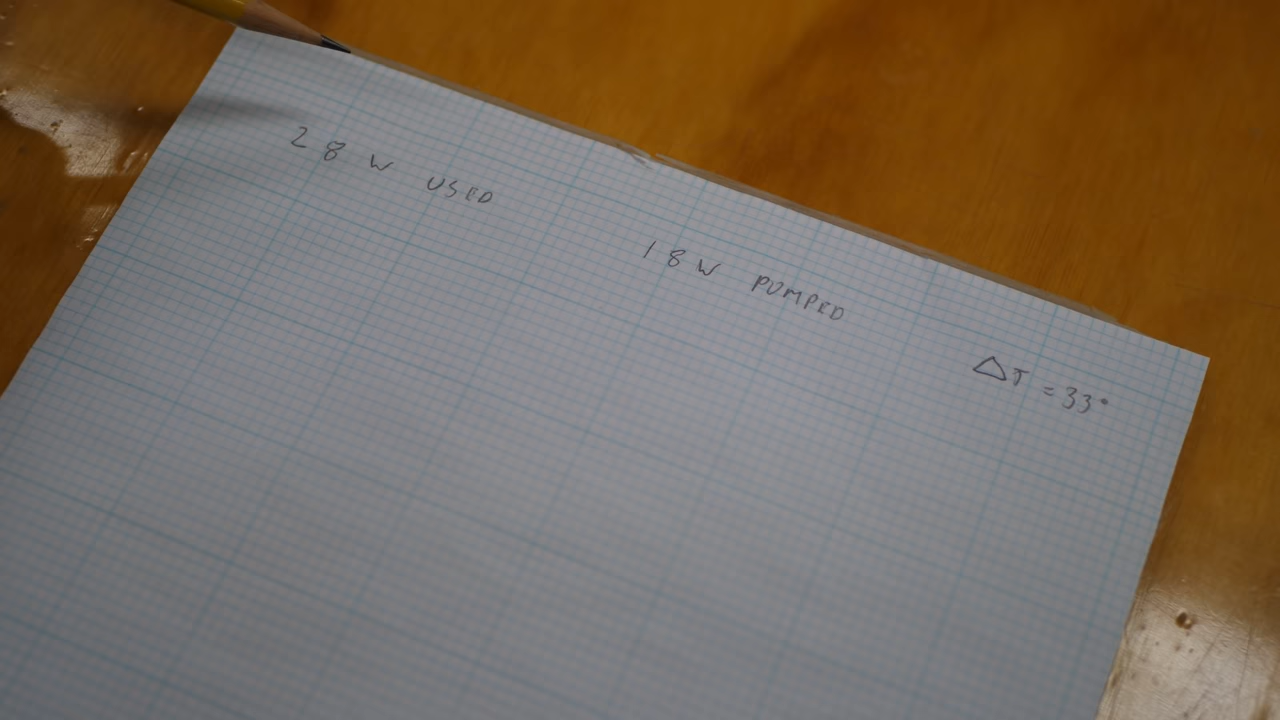 28 W USED
18 W PUMPED
ΔT = 33°